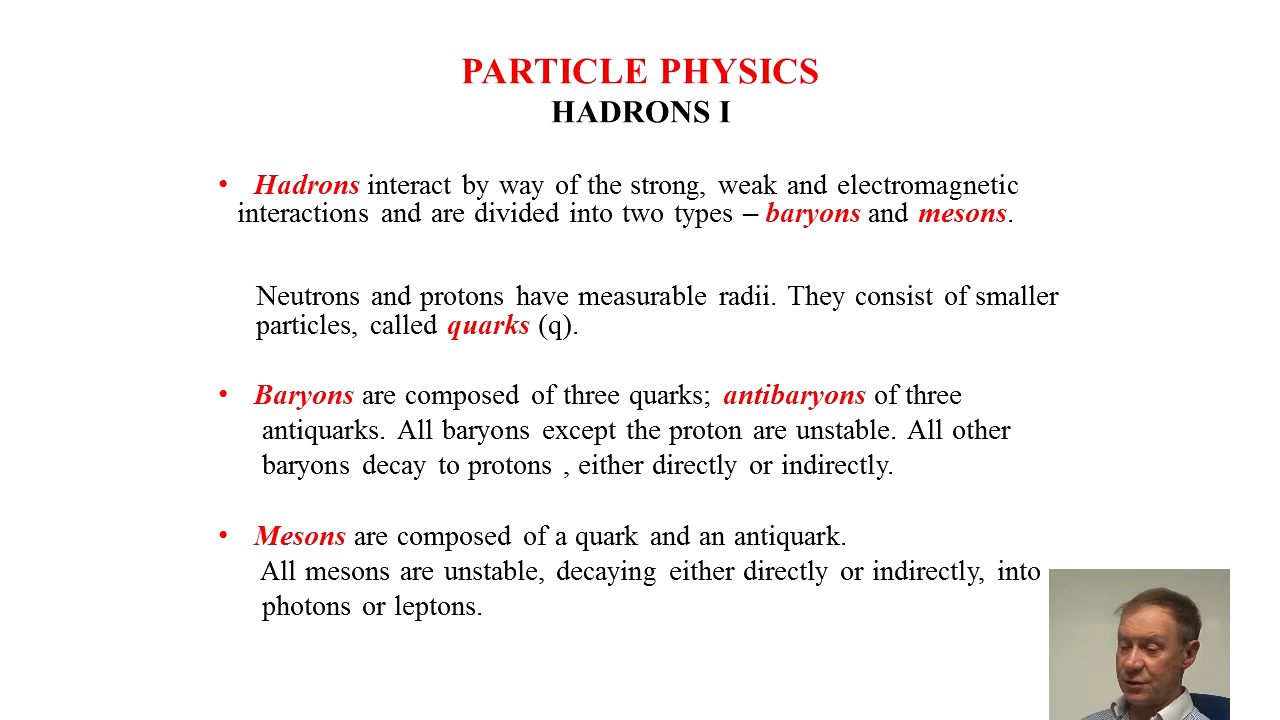 PARTICLE PHYSICS
HADRONS I
• Hadrons interact by way of the strong, weak and electromagnetic
interactions and are divided into two types – baryons and mesons.
Neutrons and protons have measurable radii. They consist of smaller
particles, called quarks (q).
• Baryons are composed of three quarks; antibaryons of three
antiquarks. All baryons except the proton are unstable. All other
baryons decay to protons , either directly or indirectly.
• Mesons are composed of a quark and an antiquark.
All mesons are unstable, decaying either directly or indirectly, into
photons or leptons.